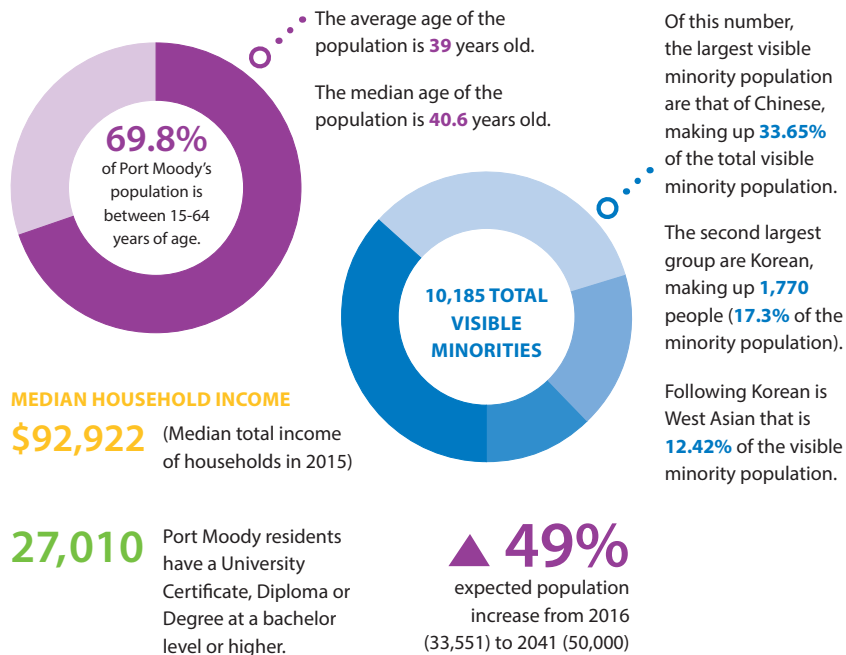 The average age of the
population is 39 years old.
The median age of the
population is 40.6 years old.
69.8%
of Port Moody’s
population is
between 15-64
years of age.
Of this number,
the largest visible
minority population
are that of Chinese,
making up 33.65%
of the total visible
minority population.
The second largest
group are Korean,
making up 1,770
people (17.3% of the
minority population).
Following Korean is
West Asian that is
12.42% of the visible
minority population.
10,185 TOTAL
VISIBLE
MINORITIES
MEDIAN HOUSEHOLD INCOME
$92,922 (Median total income
of households in 2015)
27,010 Port Moody residents
have a University
Certificate, Diploma or
Degree at a bachelor
level or higher.
49%
expected population
increase from 2016
(33,551) to 2041 (50,000)